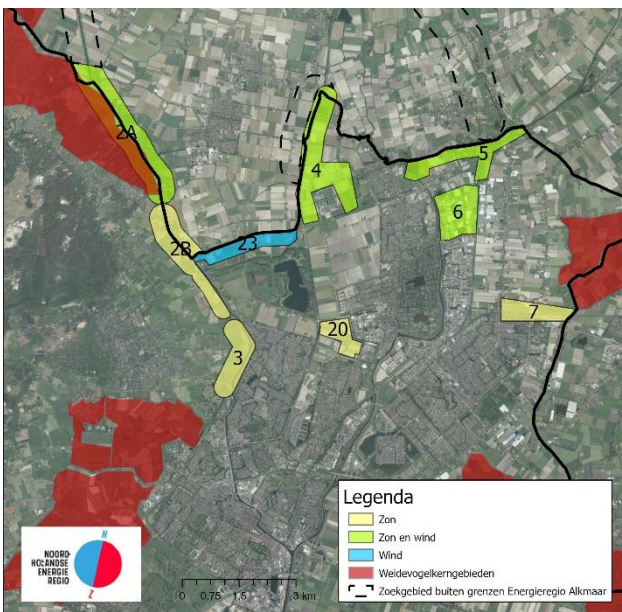 2A
4
5
6
2B
23
7
20
3
Legenda
Zon
Zon en wind
Wind
Weidevogelkerngebieden
Zoekgebied buiten grenzen Energieregio Alkmaar
N
NOORD
HOLLANDSE
ENERGIE
REGIO
Z
0 0,75 1,5 3 km